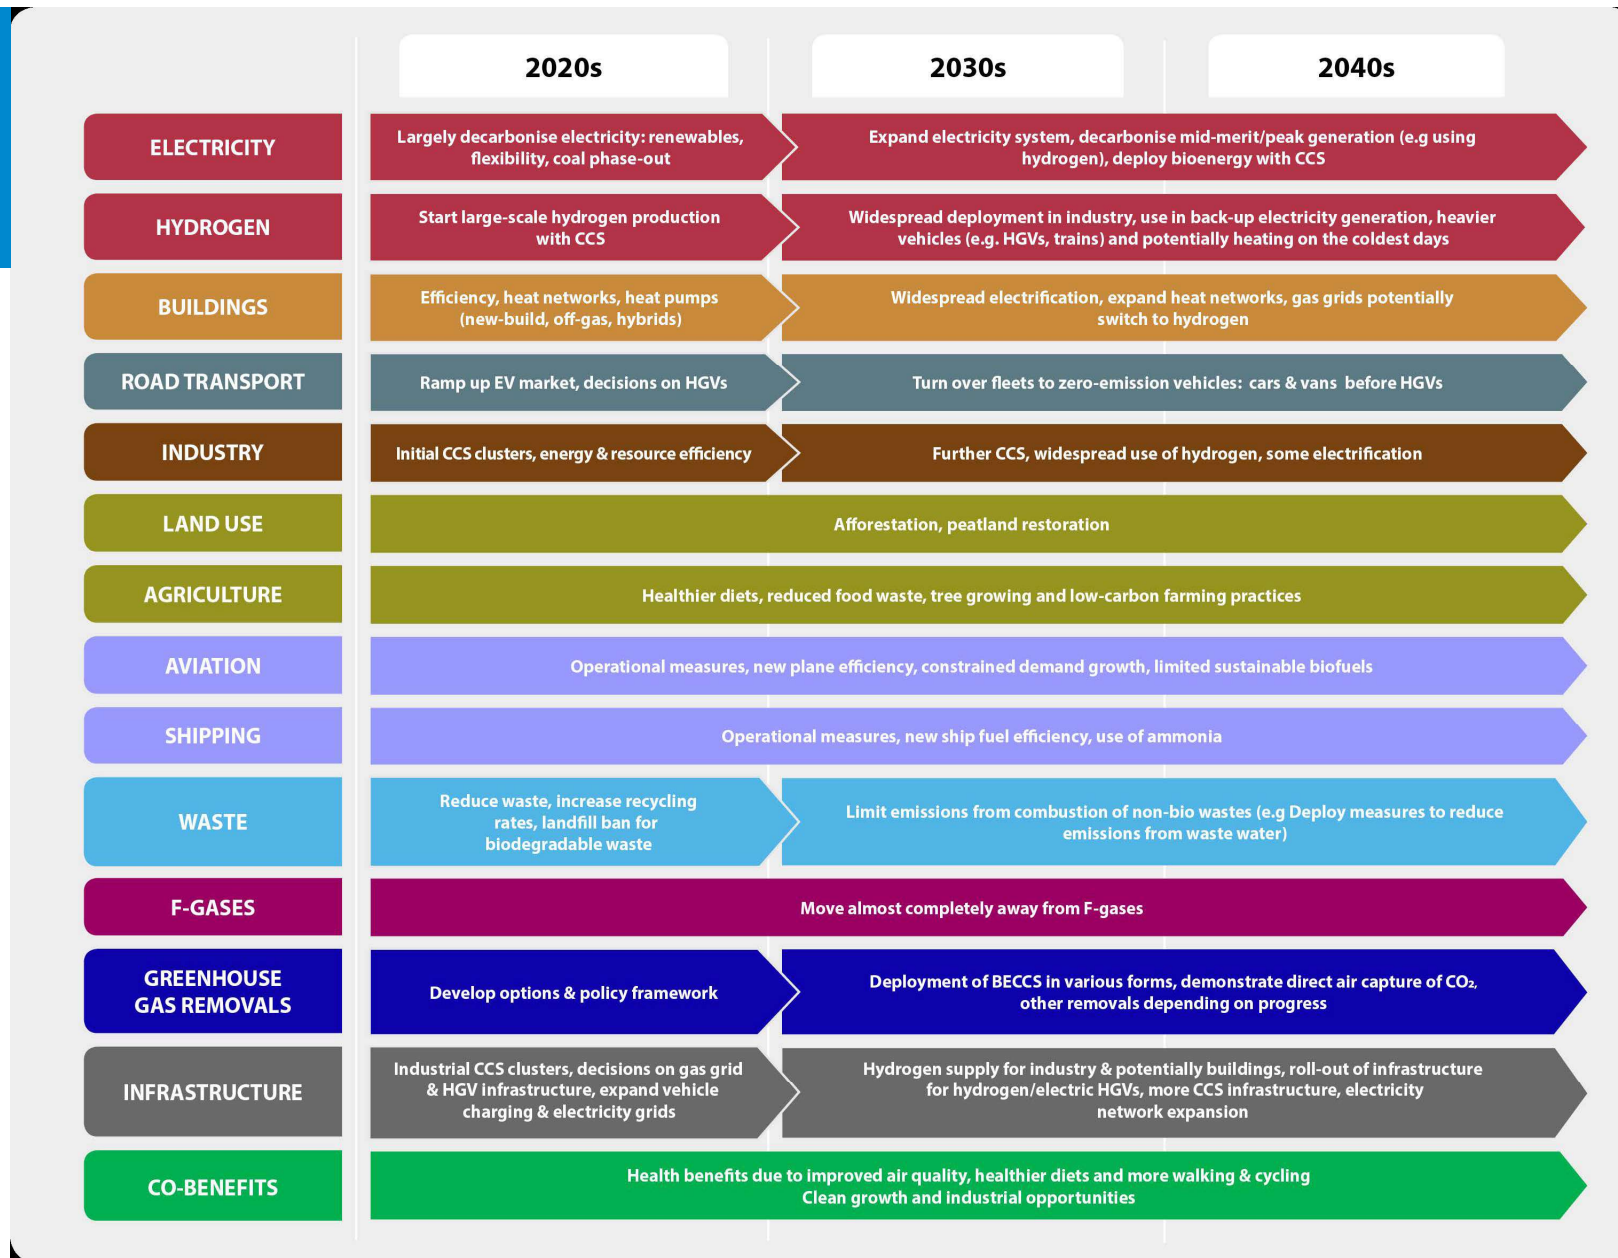 2020s
2030s
2040s
ELECTRICITY
Largely decarbonise electricity: renewables,
flexibility, coal phase-out
Expand electricity system, decarbonise mid-merit/peak generation (e.g using
hydrogen), deploy bioenergy with CCS
HYDROGEN
Start large-scale hydrogen production
with CCS
Widespread deployment in industry, use in back-up electricity generation, heavier
vehicles (e.g. HGVs, trains) and potentially heating on the coldest days
BUILDINGS
Efficiency, heat networks, heat pumps
(new-build, off-gas, hybrids)
Widespread electrification, expand heat networks, gas grids potentially
switch to hydrogen
ROAD TRANSPORT
Ramp up EV market, decisions on HGVs
Turn over fleets to zero-emission vehicles: cars & vans before HGVs
INDUSTRY
Initial CCS clusters, energy & resource efficiency
Further CCS, widespread use of hydrogen, some electrification
LAND USE
Afforestation, peatland restoration
AGRICULTURE
Healthier diets, reduced food waste, tree growing and low-carbon farming practices
AVIATION
Operational measures, new plane efficiency, constrained demand growth, limited sustainable biofuels
SHIPPING
Operational measures, new ship fuel efficiency, use of ammonia
WASTE
Reduce waste, increase recycling
rates, landfill ban for
biodegradable waste
Limit emissions from combustion of non-bio wastes (e.g Deploy measures to reduce
emissions from waste water)
F-GASES
Move almost completely away from F-gases
GREENHOUSE
GAS REMOVALS
Develop options & policy framework
Deployment of BECCS in various forms, demonstrate direct air capture of CO₂,
other removals depending on progress
INFRASTRUCTURE
Industrial CCS clusters, decisions on gas grid
& HGV infrastructure, expand vehicle
charging & electricity grids
Hydrogen supply for industry & potentially buildings, roll-out of infrastructure
for hydrogen/electric HGVs, more CCS infrastructure, electricity
network expansion
CO-BENEFITS
Health benefits due to improved air quality, healthier diets and more walking & cycling
Clean growth and industrial opportunities